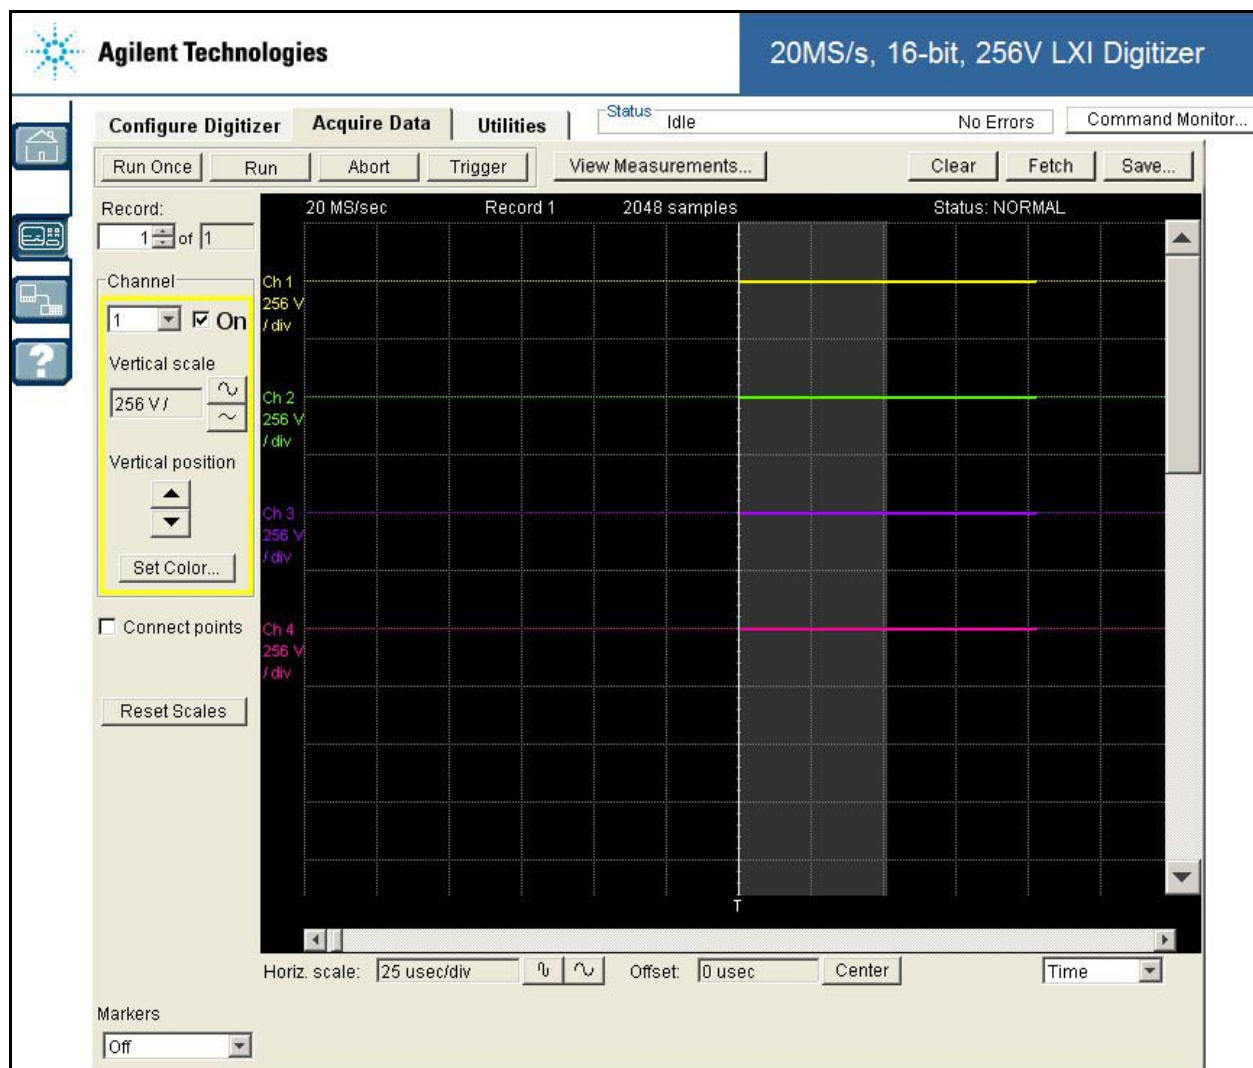 Agilent Technologies
20MS/s, 16-bit, 256V LXI Digitizer
Configure Digitizer Acquire Data Utilities Status Idle No Errors Command Monitor...
Run Once Run Abort Trigger View Measurements... Clear Fetch Save...
Record: 20 MS/sec Record 1 2048 samples Status: NORMAL
1 of 1
Channel
1 On
Vertical scale
256 V /
Vertical position
Set Color...
Connect points
Reset Scales
Ch 1
256 V
/ div
Ch 2
256 V
/ div
Ch 3
256 V
/ div
Ch 4
256 V
/ div
T
Horiz. scale: 25 usec/div Offset: 0 usec Center Time
Markers
Off